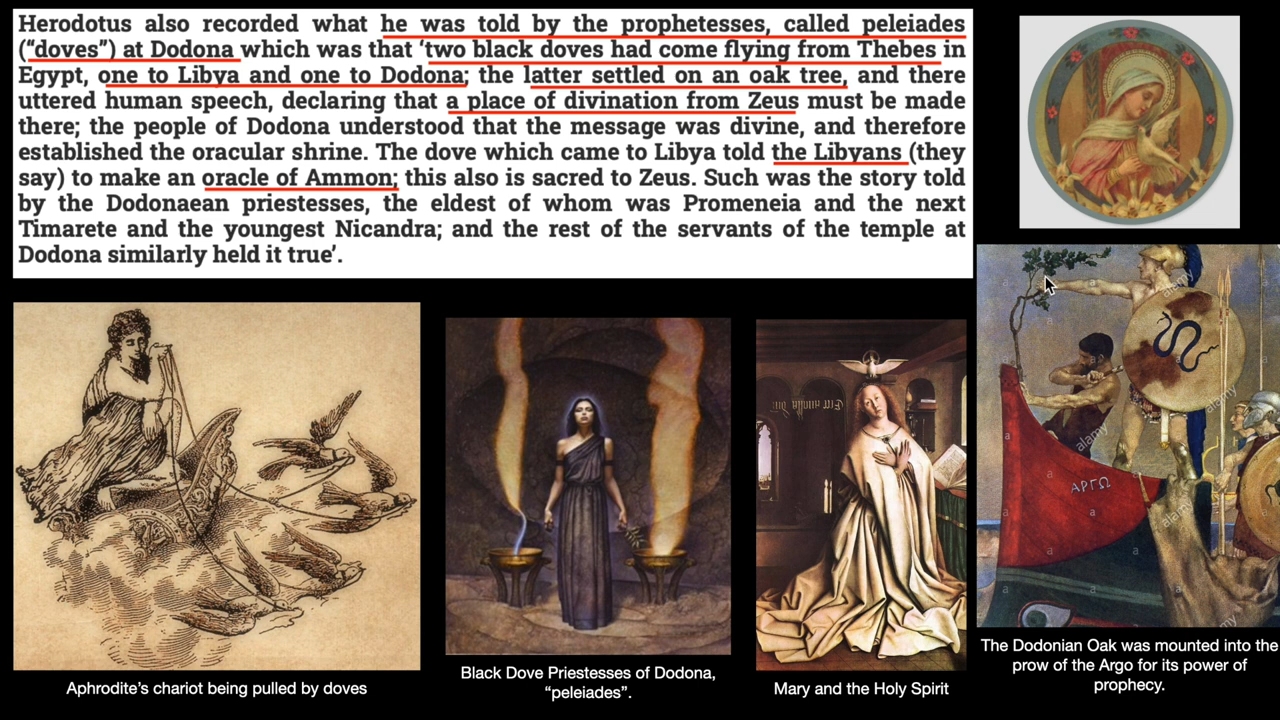 Herodotus also recorded what he was told by the prophetesses, called peleiades
(“doves”) at Dodona which was that ‘two black doves had come flying from Thebes in
Egypt, one to Libya and one to Dodona; the latter settled on an oak tree, and there
uttered human speech, declaring that a place of divination from Zeus must be made
there; the people of Dodona understood that the message was divine, and therefore
established the oracular shrine. The dove which came to Libya told the Libyans (they
say) to make an oracle of Ammon; this also is sacred to Zeus. Such was the story told
by the Dodonaean priestesses, the eldest of whom was Promeneia and the next
Timarete and the youngest Nicandra; and the rest of the servants of the temple at
Dodona similarly held it true’.
Aphrodite’s chariot being pulled by doves
Black Dove Priestesses of Dodona,
“peleiades”.
Mary and the Holy Spirit
ΑΡΓΩ
alamy
alamy
alamy
alamy
The Dodonian Oak was mounted into the
prow of the Argo for its power of
prophecy.